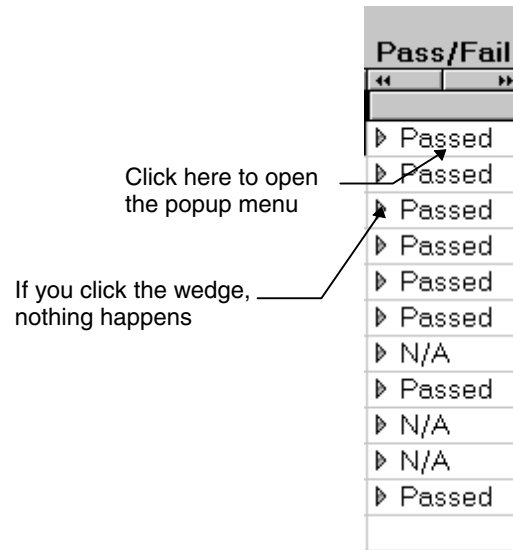 Pass/Fail
Passed
Click here to open
the popup menu
Passed
Passed
Passed
If you click the wedge,
nothing happens
Passed
Passed
N/A
Passed
N/A
N/A
Passed